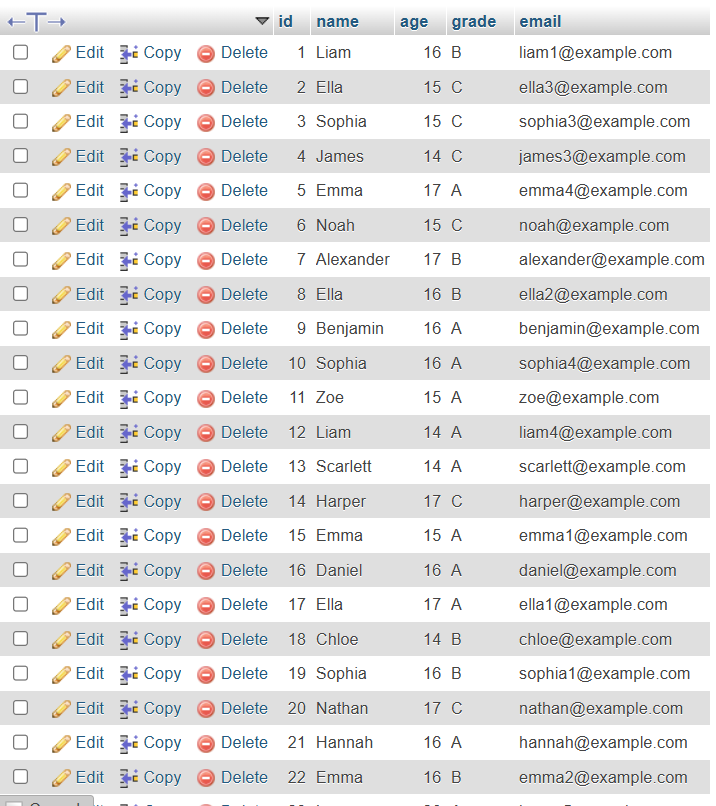 id name age grade email
Edit Copy Delete 1 Liam 16 B liam1@example.com
Edit Copy Delete 2 Ella 15 C ella3@example.com
Edit Copy Delete 3 Sophia 15 C sophia3@example.com
Edit Copy Delete 4 James 14 C james3@example.com
Edit Copy Delete 5 Emma 17 A emma4@example.com
Edit Copy Delete 6 Noah 15 C noah@example.com
Edit Copy Delete 7 Alexander 17 B alexander@example.com
Edit Copy Delete 8 Ella 16 B ella2@example.com
Edit Copy Delete 9 Benjamin 16 A benjamin@example.com
Edit Copy Delete 10 Sophia 16 A sophia4@example.com
Edit Copy Delete 11 Zoe 15 A zoe@example.com
Edit Copy Delete 12 Liam 14 A liam4@example.com
Edit Copy Delete 13 Scarlett 14 A scarlett@example.com
Edit Copy Delete 14 Harper 17 C harper@example.com
Edit Copy Delete 15 Emma 15 A emma1@example.com
Edit Copy Delete 16 Daniel 16 A daniel@example.com
Edit Copy Delete 17 Ella 17 A ella1@example.com
Edit Copy Delete 18 Chloe 14 B chloe@example.com
Edit Copy Delete 19 Sophia 16 B sophia1@example.com
Edit Copy Delete 20 Nathan 17 C nathan@example.com
Edit Copy Delete 21 Hannah 16 A hannah@example.com
Edit Copy Delete 22 Emma 16 B emma2@example.com